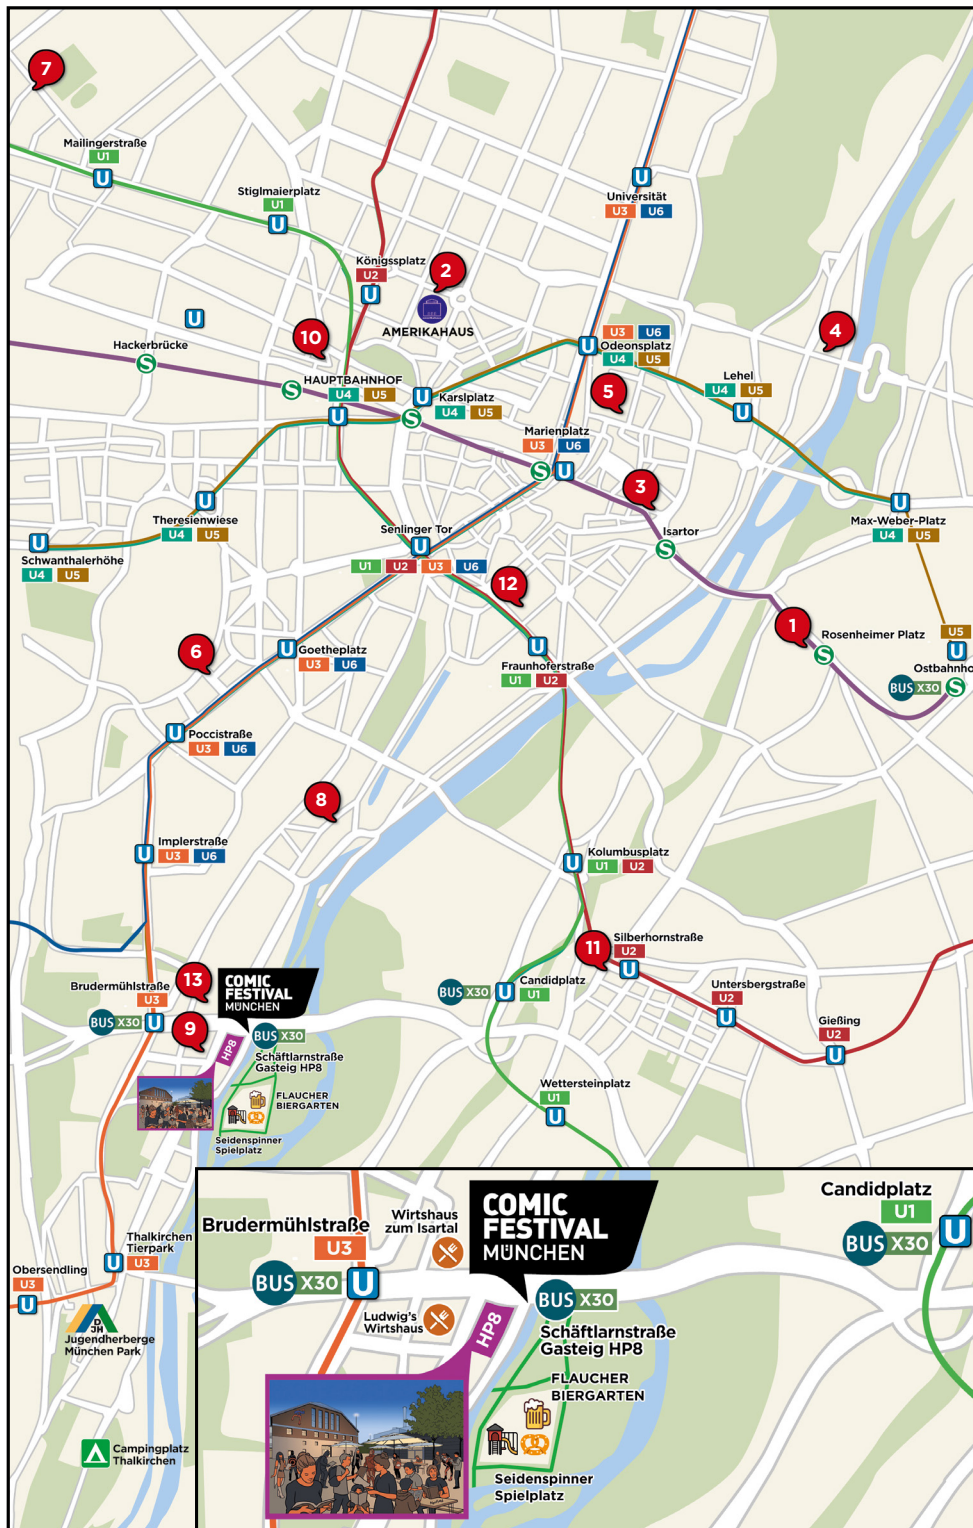 7
Mailingerstraße
U1
U
Stiglmaierplatz
U1
U
Universität
U3 U6
U
Königssplatz
U2
U
2
AMERIKAHAUS
U
10
Hackerbrücke
S
S
HAUPTBAHNHOF
U4 U5
U
U3 U6
Odeonsplatz
U4 U5
U
4
5
Lehel
U4 U5
U
U
Karslplatz
U4 U5
S
Marienplatz
U3 U6
S
U
3
Isartor
S
U
Max-Weber-Platz
U4 U5
U
Theresienwiese
U4 U5
U
Schwanthalerhöhe
U4 U5
Senlinger Tor
U
U1 U2 U3 U6
12
1
Rosenheimer Platz
S
U5
U
Ostbahnho
BUS X30
S
6
U
Goetheplatz
U3 U6
U
Fraunhoferstraße
U1 U2
U
Poccistraße
U3 U6
8
U
Implerstraße
U3 U6
U
Kolumbusplatz
U1 U2
11
Silberhornstraße
U2
U
Untersbergstraße
U2
U
Gießing
U2
U
BUS X30
U
Candidplatz
U1
13
Brudermühlstraße
U3
BUS X30
U
9
COMIC
FESTIVAL
MÜNCHEN
HP8
BUS X30
Schäftlarnstraße
Gasteig HP8
FLAUCHER
BIERGARTEN
Seidenspinner
Spielplatz
Wettersteinplatz
U1
U
Thalkirchen
Tierpark
U3
U
Obersendling
U3
U
DJH
Jugendherberge
München Park
Campingplatz
Thalkirchen
Brudermühlstraße
U3
BUS X30
U
Wirtshaus
zum Isartal
COMIC
FESTIVAL
MÜNCHEN
Candidplatz
U1
BUS X30
U
Ludwig's
Wirtshaus
HP8
BUS X30
Schäftlarnstraße
Gasteig HP8
FLAUCHER
BIERGARTEN
Seidenspinner
Spielplatz